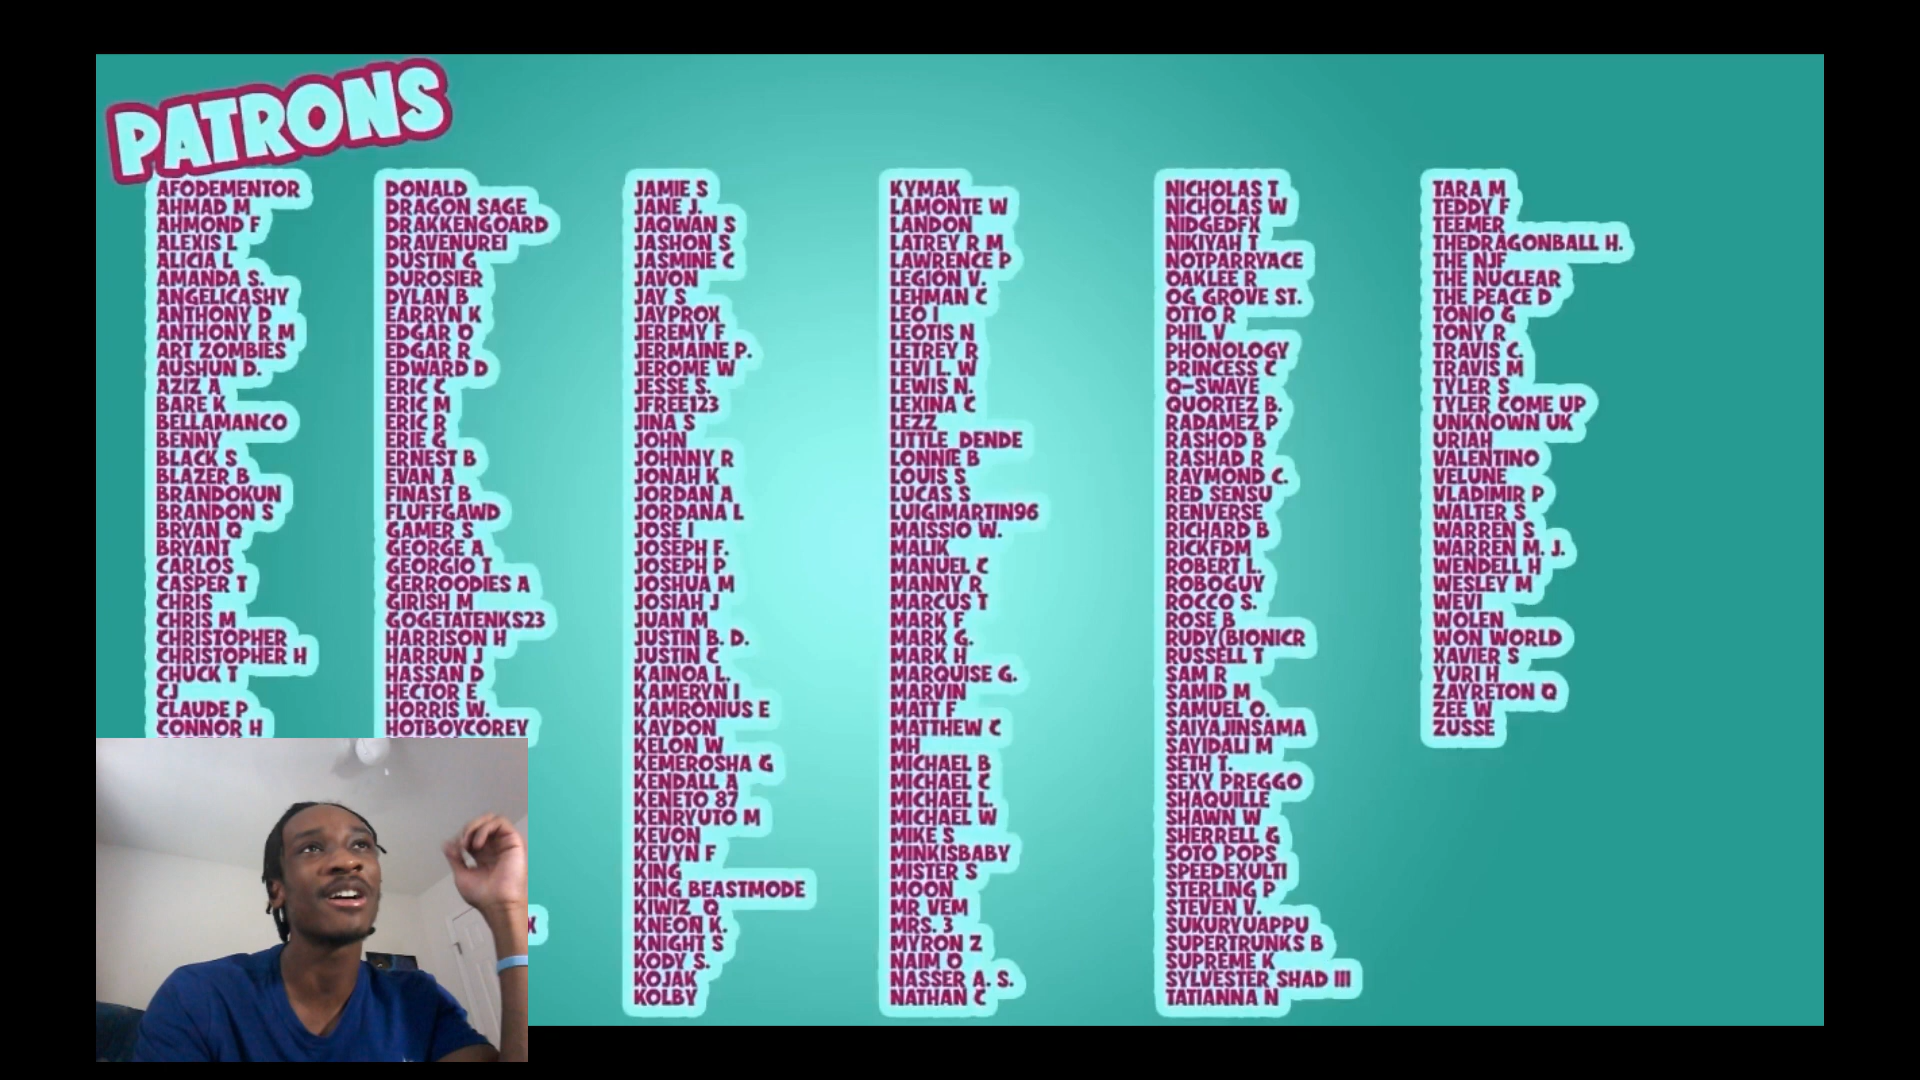 PATRONS
AFODEMENTOR
AHMAD M
AHMOND F
ALEXIS L
ALICIA L
AMANDA S.
ANGELICASHY
ANTHONY D
ANTHONY R M
ART ZOMBIES
AUSHUN D.
AZIZ A
BARE K
BELLAMANCO
BENNY
BLACK S
BLAZER B
BRANDOKUN
BRANDON S
BRYAN Q
BRYANT
CARLOS
CASPER T
CHRIS
CHRIS M
CHRISTOPHER
CHRISTOPHER H
CHUCK T
CJ
CLAUDE P
CONNOR H
DONALD
DRAGON SAGE
DRAKKENGOARD
DRAVENUREI
DUSTIN G
DUROSIER
DYLAN B
EARRYN K
EDGAR O
EDGAR R
EDWARD D
ERIC C
ERIC M
ERIC R
ERIE G
ERNEST B
EVAN A
FINAST B
FLUFFGAWD
GAMER S
GEORGE A
GEORGIO T
GERROODIES A
GIRISH M
GOGETATENKS23
HARRISON H
HARRUN J
HASSAN D
HECTOR E
HORRIS W.
HOTBOYCOREY
JAMIE S
JANE J.
JAQWAN S
JASHON S
JASMINE C
JAVON
JAY S
JAYPROX
JEREMY F
JERMAINE P.
JEROME W
JESSE S.
JFREE123
JINA S
JOHN
JOHNNY R
JONAH K
JORDAN A
JORDANA L
JOSE I
JOSEPH F.
JOSEPH P
JOSHUA M
JOSIAH J
JUAN M
JUSTIN B. D.
JUSTIN C
KAINOA L.
KAMERYN I
KAMRONIUS E
KAYDON
KELON W
KEMEROSHA G
KENDALL A
KENETO 87
KENRYUTO M
KEVON
KEVYN F
KING
KING BEASTMODE
KIWIZ_Q
KNEON K.
KNIGHT S
KODY S.
KOJAK
KOLBY
KYMAK
LAMONTE W
LANDON
LATREY R M
LAWRENCE P
LEGION V.
LEHMAN C
LEO I
LEOTIS N
LETREY R
LEVI L. W
LEWIS N.
LEXINA C
LEZZ
LITTLE_DENDE
LONNIE B
LOUIS S
LUCAS S
LUIGIMARTIN96
MAISSIO W.
MALIK
MANUEL C
MANNY R
MARCUS T
MARK F
MARK G.
MARK H
MARQUISE G.
MARVIN
MATT F
MATTHEW C
MH
MICHAEL B
MICHAEL C
MICHAEL L.
MICHAEL W
MIKE S
MINKISBABY
MISTER S
MOON
MR VEM
MRS. 3
MYRON Z
NAIM O
NASSER A. S.
NATHAN C
NICHOLAS T
NICHOLAS W
NIDGEDFX
NIKIYAH T
NOTPARRYACE
OAKLEE R
OG GROVE ST.
OTTO R
PHIL V
PHONOLOGY
PRINCESS C
Q-SWAYE
QUORTEZ B.
RADAMEZ P
RASHOD B
RASHAD R
RAYMOND C.
RED SENSU
RENVERSE
RICHARD B
RICKFDM
ROBERT L.
ROBOGUY
ROCCO S.
ROSE B
RUDY(BIONICR
RUSSELL T
SAM R
SAMID M
SAMUEL O.
SAIYAJINSAMA
SAYIDALI M
SETH T.
SEXY PREGGO
SHAQUILLE
SHAWN W
SHERRELL G
SOTO POPS
SPEEDEXULTI
STERLING P
STEVEN V.
SUKURYUAPPU
SUPERTRUNKS B
SUPREME K
SYLVESTER SHAD III
TATIANNA N
TARA M
TEDDY F
TEEMER
THEDRAGONBALL H.
THE NJF
THE NUCLEAR
THE PEACE D
TONIO G
TONY R
TRAVIS C.
TRAVIS M
TYLER S
TYLER COME UP
UNKNOWN UK
URIAH
VALENTINO
VELUNE
VLADIMIR P
WALTER S
WARREN S
WARREN M. J.
WENDELL H
WESLEY M
WEVI
WOLEN
WON WORLD
XAVIER S
YURI H
ZAYRETON Q
ZEE W
ZUSSE